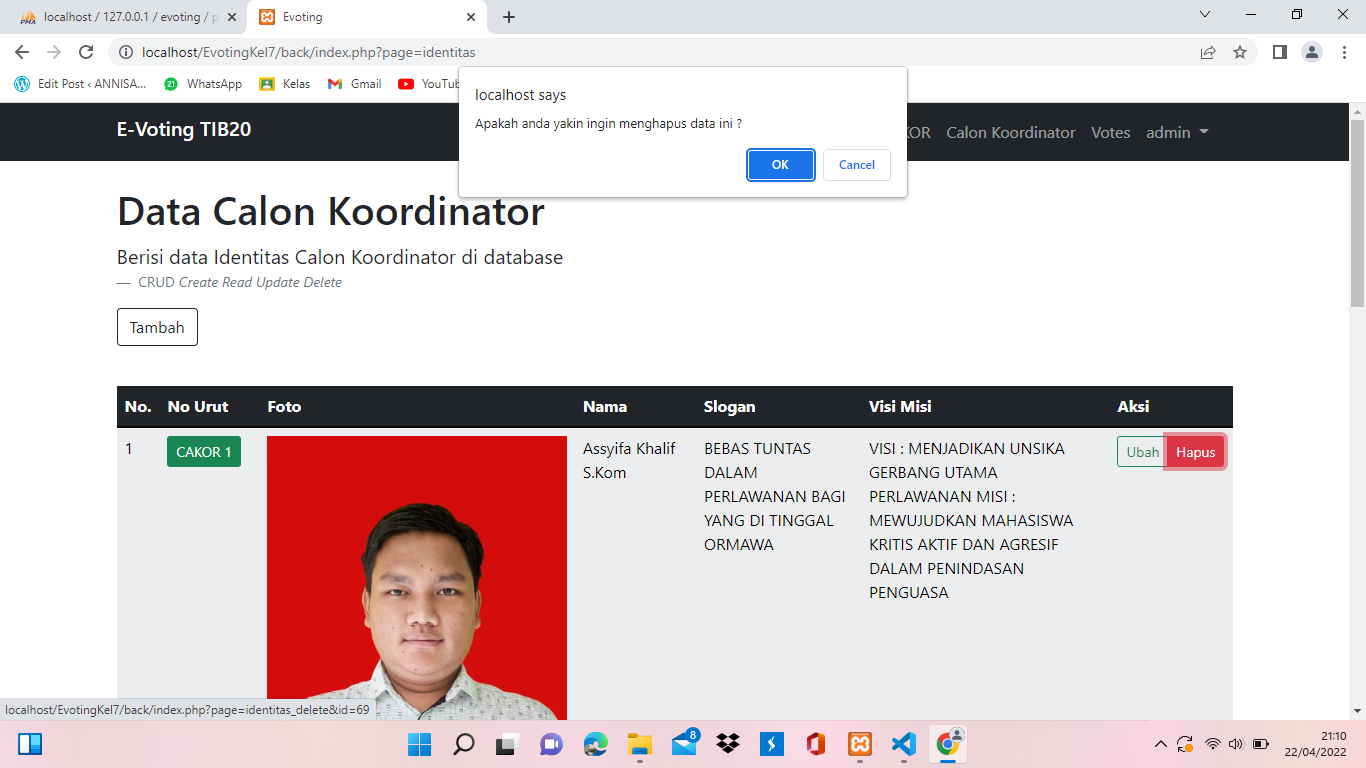 localhost / 127.0.0.1 / evoting / p
Evoting
localhost/EvotingKel7/back/index.php?page=identitas
Edit Post ‹ ANNISA...
21
WhatsApp
Kelas
Gmail
YouTub
localhost says
Apakah anda yakin ingin menghapus data ini ?
OK
Cancel
E-Voting TIB20
KOR
Calon Koordinator
Votes
admin
Data Calon Koordinator
Berisi data Identitas Calon Koordinator di database
— CRUD Create Read Update Delete
Tambah
No.
No Urut
Foto
Nama
Slogan
Visi Misi
Aksi
1
CAKOR 1
Assyifa Khalif
S.Kom
BEBAS TUNTAS
DALAM
PERLAWANAN BAGI
YANG DI TINGGAL
ORMAWA
VISI : MENJADIKAN UNSIKA
GERBANG UTAMA
PERLAWANAN MISI :
MEWUJUDKAN MAHASISWA
KRITIS AKTIF DAN AGRESIF
DALAM PENINDASAN
PENGUASA
Ubah
Hapus
localhost/EvotingKel7/back/index.php?page=identitas_delete&id=69
8
21:10
22/04/2022